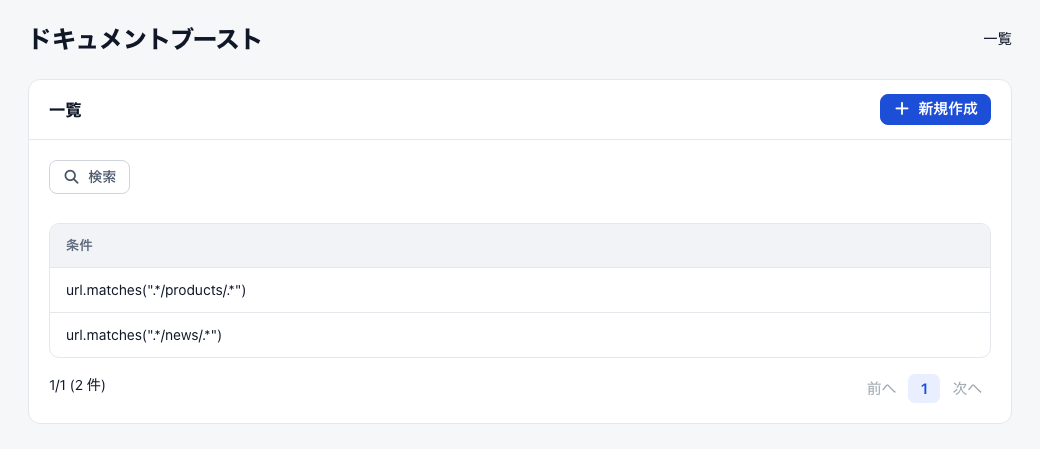 ドキュメントブースト
一覧
一覧
新規作成
検索
条件
url.matches(".*/products/.*")
url.matches(".*/news/.*")
1/1 (2 件)
前へ 1 次へ